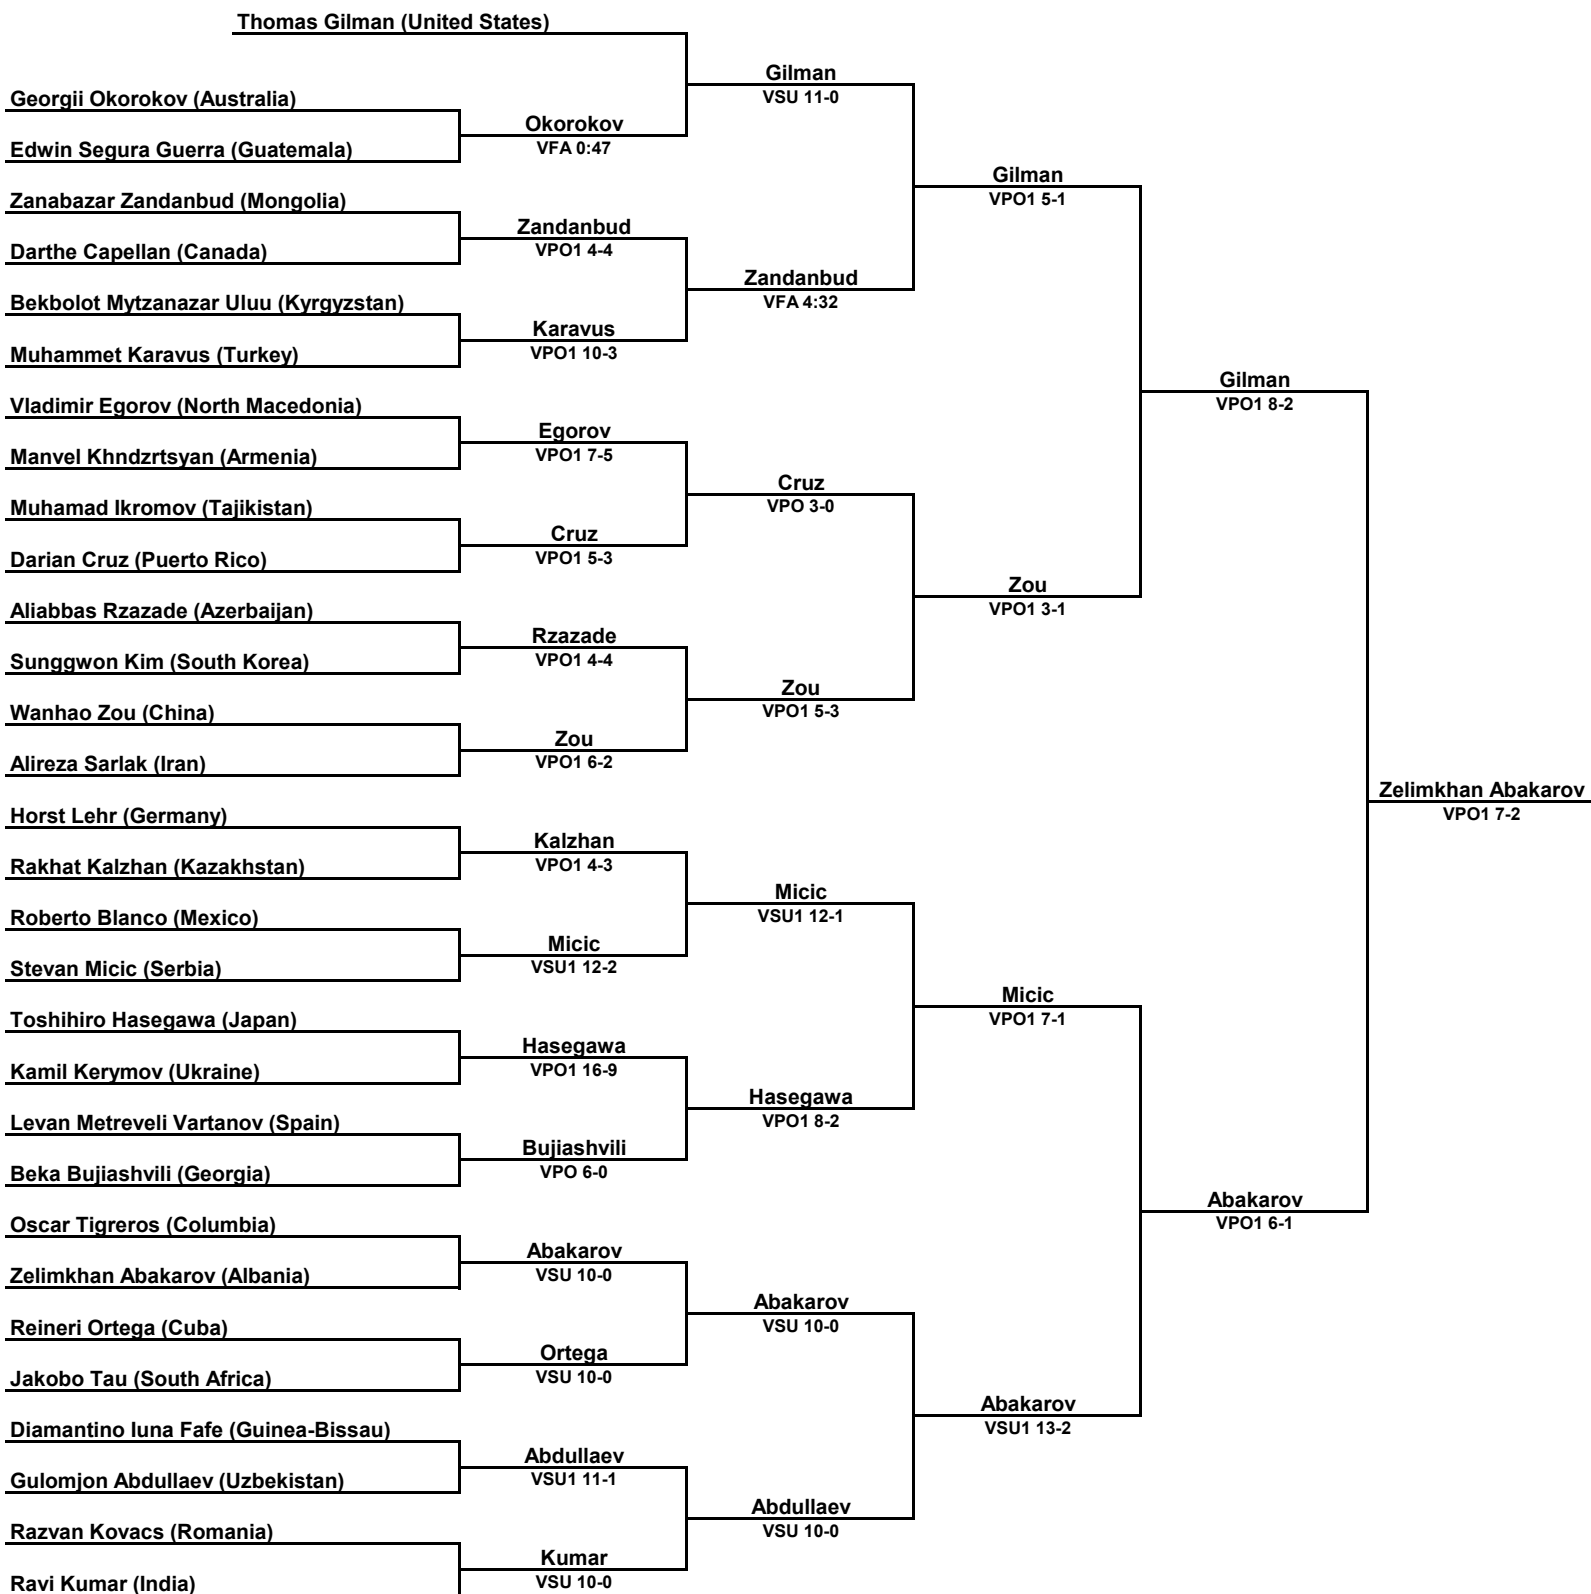 Thomas Gilman (United States)
Georgii Okorokov (Australia)
Edwin Segura Guerra (Guatemala)
Zanabazar Zandanbud (Mongolia)
Darthe Capellan (Canada)
Bekbolot Mytzanazar Uluu (Kyrgyzstan)
Muhammet Karavus (Turkey)
Vladimir Egorov (North Macedonia)
Manvel Khndzrtsyan (Armenia)
Muhamad Ikromov (Tajikistan)
Darian Cruz (Puerto Rico)
Aliabbas Rzazade (Azerbaijan)
Sunggwon Kim (South Korea)
Wanhao Zou (China)
Alireza Sarlak (Iran)
Horst Lehr (Germany)
Rakhat Kalzhan (Kazakhstan)
Roberto Blanco (Mexico)
Stevan Micic (Serbia)
Toshihiro Hasegawa (Japan)
Kamil Kerymov (Ukraine)
Levan Metreveli Vartanov (Spain)
Beka Bujiashvili (Georgia)
Oscar Tigreros (Columbia)
Zelimkhan Abakarov (Albania)
Reineri Ortega (Cuba)
Jakobo Tau (South Africa)
Diamantino Iuna Fafe (Guinea-Bissau)
Gulomjon Abdullaev (Uzbekistan)
Razvan Kovacs (Romania)
Ravi Kumar (India)
Okorokov
VFA 0:47
Zandanbud
VPO1 4-4
Karavus
VPO1 10-3
Egorov
VPO1 7-5
Cruz
VPO1 5-3
Rzazade
VPO1 4-4
Zou
VPO1 6-2
Kalzhan
VPO1 4-3
Micic
VSU1 12-2
Hasegawa
VPO1 16-9
Bujiashvili
VPO 6-0
Abakarov
VSU 10-0
Ortega
VSU 10-0
Abdullaev
VSU1 11-1
Kumar
VSU 10-0
Gilman
VSU 11-0
Zandanbud
VFA 4:32
Cruz
VPO 3-0
Zou
VPO1 5-3
Micic
VSU1 12-1
Hasegawa
VPO1 8-2
Abakarov
VSU 10-0
Abdullaev
VSU 10-0
Gilman
VPO1 5-1
Zou
VPO1 3-1
Micic
VPO1 7-1
Abakarov
VSU1 13-2
Gilman
VPO1 8-2
Abakarov
VPO1 6-1
Zelimkhan Abakarov
VPO1 7-2